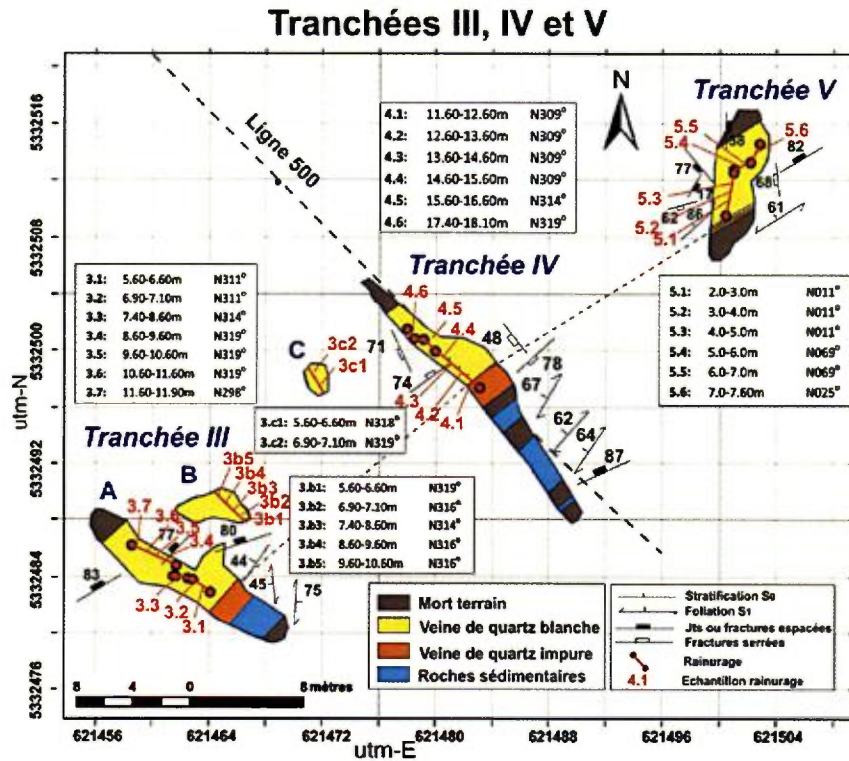 Tranchées III, IV et V
Tranchée V
N
Ligne 500
4.1: 11.60-12.60m N309°
4.2: 12.60-13.60m N309°
4.3: 13.60-14.60m N309°
4.4: 14.60-15.60m N309°
4.5: 15.60-16.60m N314°
4.6: 17.40-18.10m N319°
5.5
5.4
5.6
82
77
68
5.3
17
62
86
61
5.2
5.1
Tranchée IV
3.1: 5.60-6.60m N311°
3.2: 6.90-7.10m N311°
3.3: 7.40-8.60m N314°
3.4: 8.60-9.60m N319°
3.5: 9.60-10.60m N319°
3.6: 10.60-11.60m N319°
3.7: 11.60-11.90m N298°
5.1: 2.0-3.0m N011°
5.2: 3.0-4.0m N011°
5.3: 4.0-5.0m N011°
5.4: 5.0-6.0m N069°
5.5: 6.0-7.0m N069°
5.6: 7.0-7.60m N025°
4.6
4.5
4.4
71
48
C
3c2
3c1
74
78
67
4.3
4.2
4.1
62
64
87
3.c1: 5.60-6.60m N318°
3.c2: 6.90-7.10m N319°
Tranchée III
A
B
3b5
3b4
3b3
3b2
3b1
3.b1: 5.60-6.60m N319°
3.b2: 6.90-7.10m N316°
3.b3: 7.40-8.60m N314°
3.b4: 8.60-9.60m N316°
3.b5: 9.60-10.60m N316°
3.7
3.5
77
3.4
80
44
83
45
75
3.3
3.2
3.1
Mort terrain
Veine de quartz blanche
Veine de quartz impure
Roches sédimentaires
Stratification S0
Foliation S1
Jts ou fractures espacées
Fractures serrées
Rainurage
4.1 Echantillon rainurage
8 4 0 8 mètres
5332516
5332508
5332500
5332492
5332484
5332476
utm-N
621456 621464 621472 621480 621488 621496 621504
utm-E